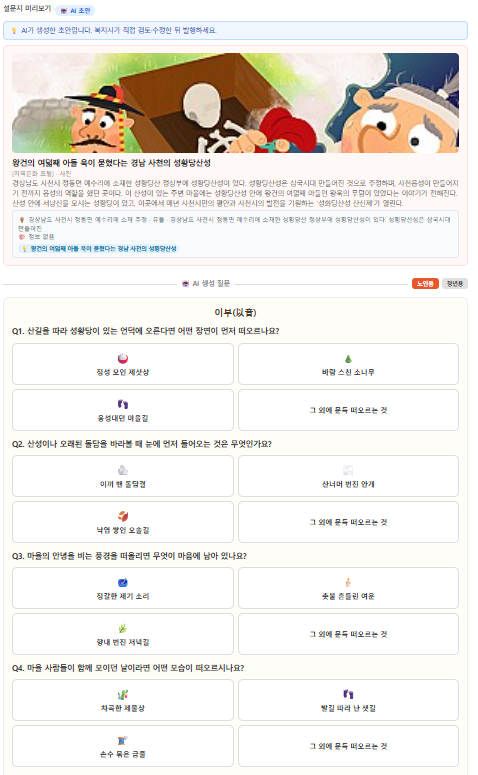 설문지 미리보기 AI 초안
AI가 생성한 초안입니다. 복지사가 직접 검토·수정한 뒤 발행하세요.
왕건의 여덟째 아들 욱이 묻혔다는 경남 사천의 성황당산성
[지역문화 포털] · 사진
경상남도 사천시 정동면 예수리에 소재한 성황당산 정상부에 성황당산성이 있다. 성황당산성은 삼국시대 만들어진 것으로 추정하며, 사천읍성이 만들어지
기 전까지 읍성의 역할을 했던 곳이다. 이 산성이 있는 주변 마을에는 성황당산성 안에 왕건의 여덟째 아들인 왕욱의 무덤이 있었다는 이야기가 전해진다.
산성 안에 서낭신을 모시는 성황당이 있고, 이곳에서 매년 사천시민의 평안과 사천시의 발전을 기원하는 '성황당산성 산신제'가 열린다.
경상남도 사천시 정동면 예수리에 소재 추정 · 유물 · 경상남도 사천시 정동면 예수리에 소재한 성황당산 정상부에 성황당산성이 있다. 성황당산성은 삼국시대
만들어진
정보 없음
왕건의 여덟째 아들 욱이 묻혔다는 경남 사천의 성황당산성
AI 생성 질문 노인용 청년용
이부(以音)
Q1. 산길을 따라 성황당이 있는 언덕에 오른다면 어떤 장면이 먼저 떠오르나요?
정성 모인 제삿상
바람 스친 소나무
웅성대던 마을길
그 외에 문득 떠오르는 것
Q2. 산성이나 오래된 돌담을 바라볼 때 눈에 먼저 들어오는 것은 무엇인가요?
이끼 밴 돌담결
산너머 번진 안개
낙엽 쌓인 오솔길
그 외에 문득 떠오르는 것
Q3. 마을의 안녕을 비는 풍경을 떠올리면 무엇이 마음에 남아 있나요?
정갈한 제기 소리
촛불 흔들린 여운
향내 번진 저녁길
그 외에 문득 떠오르는 것
Q4. 마을 사람들이 함께 모이던 날이라면 어떤 모습이 떠오르시나요?
차곡한 제물상
발길 따라 난 샛길
손수 묶은 금줄
그 외에 문득 떠오르는 것